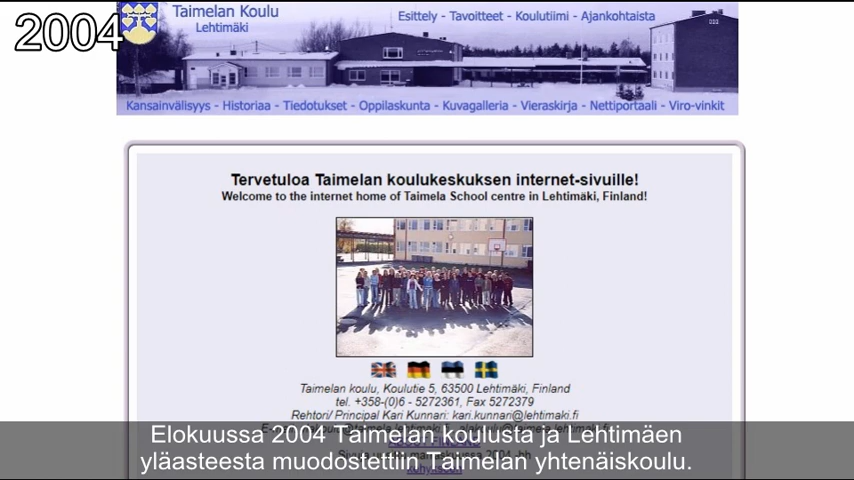 2004
Taimelan Koulu
Lehtimäki
Esittely - Tavoitteet - Koulutiimi - Ajankohtaista
Kansainvälisyys - Historiaa - Tiedotukset - Oppilaskunta - Kuvagalleria - Vieraskirja - Nettiportaali - Viro-vinkit
Tervetuloa Taimelan koulukeskuksen internet-sivuille!
Welcome to the internet home of Taimela School centre in Lehtimäki, Finland!
Taimelan koulu, Koulutie 5, 63500 Lehtimäki, Finland
tel. +358-(0)6 - 5272361, Fax 5272379
Rehtori/ Principal Kari Kunnari: kari.kunnari@lehtimaki.fi
Elokuussa 2004 Taimelan koulusta ja Lehtimäen
yläasteesta muodostettiin Taimelan yhtenäiskoulu.